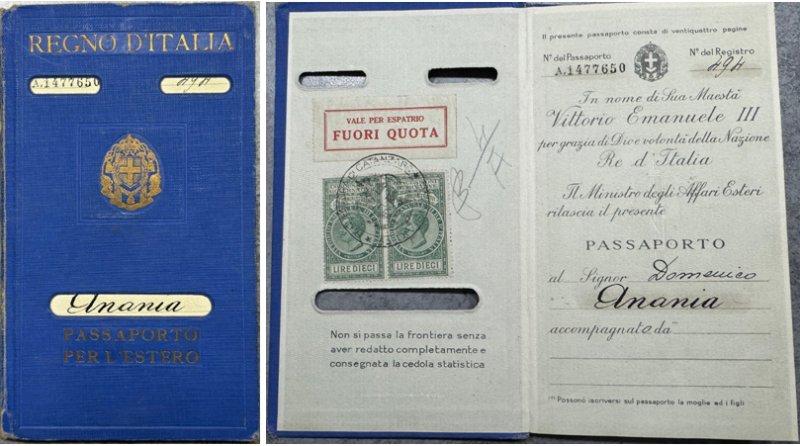 REGNO D'ITALIA
A.1477650
Anania
PASSAPORTO
PER L'ESTERO
VALE PER ESPATRIO
FUORI QUOTA
CATANZARO
LIRE DIECI LIRE DIECI
Non si passa la frontiera senza
aver redatto completamente e
consegnata la cedola statistica
Il presente passaporto consta di ventiquattro pagine
N.º del Passaporto N.º del Registro
A.1477650
In nome di Sua Maestà
Vittorio Emanuele III
per grazia di Dio e volontà della Nazione
Re d'Italia
Il Ministro degli Affari Esteri
rilascia il presente
PASSAPORTO
al Signor Domenico
Anania
accompagnato da (1)
(1) Possono iscriversi sul passaporto la moglie ed i figli